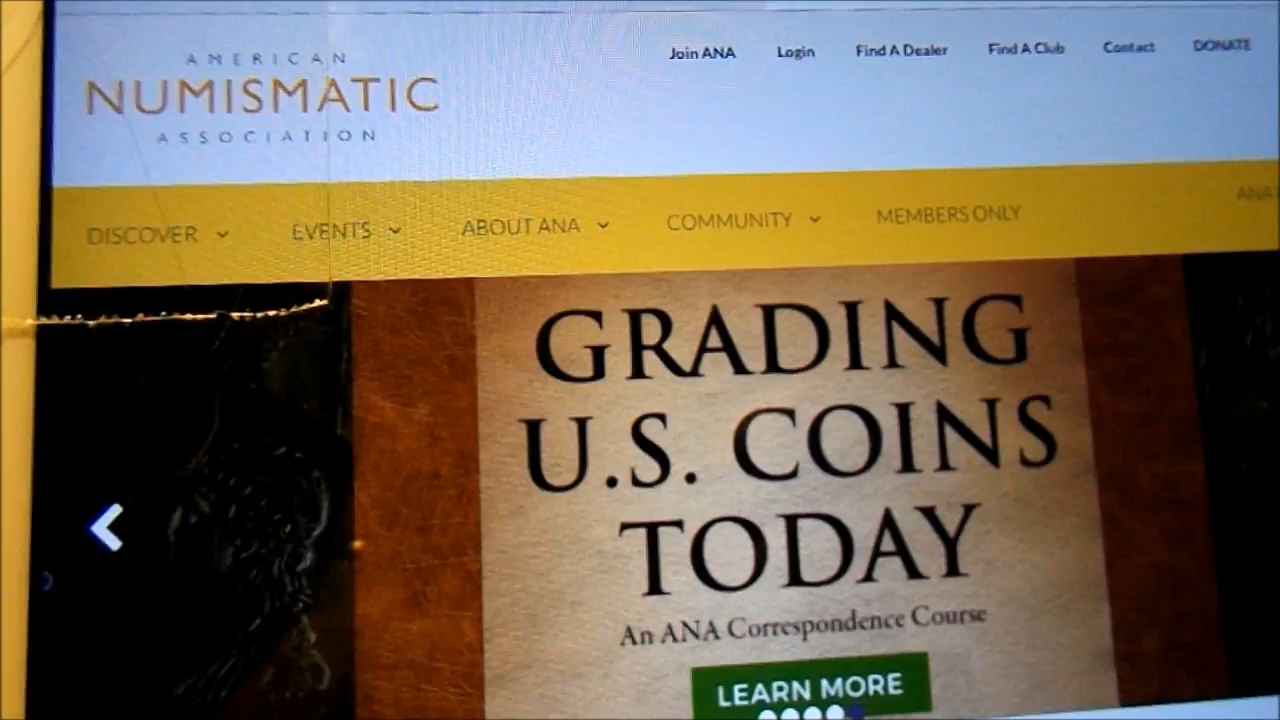 AMERICAN
NUMISMATIC
ASSOCIATION
Join ANA Login Find A Dealer Find A Club Contact DONATE
DISCOVER EVENTS ABOUT ANA COMMUNITY MEMBERS ONLY ANA
GRADING
U.S. COINS
TODAY
An ANA Correspondence Course
LEARN MORE